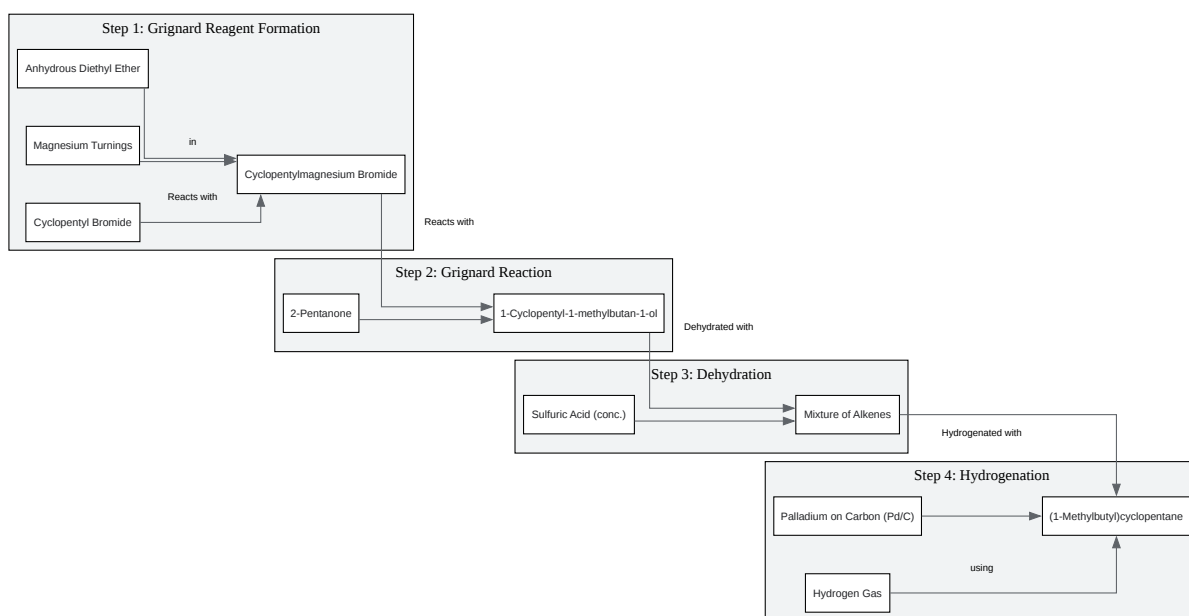 Step 1: Grignard Reagent Formation
Anhydrous Diethyl Ether
Magnesium Turnings
in
Cyclopentylmagnesium Bromide
Reacts with
Cyclopentyl Bromide
Reacts with
Step 2: Grignard Reaction
2-Pentanone
1-Cyclopentyl-1-methylbutan-1-ol
Dehydrated with
Step 3: Dehydration
Sulfuric Acid (conc.)
Mixture of Alkenes
Hydrogenated with
Step 4: Hydrogenation
Palladium on Carbon (Pd/C)
(1-Methylbutyl)cyclopentane
using
Hydrogen Gas